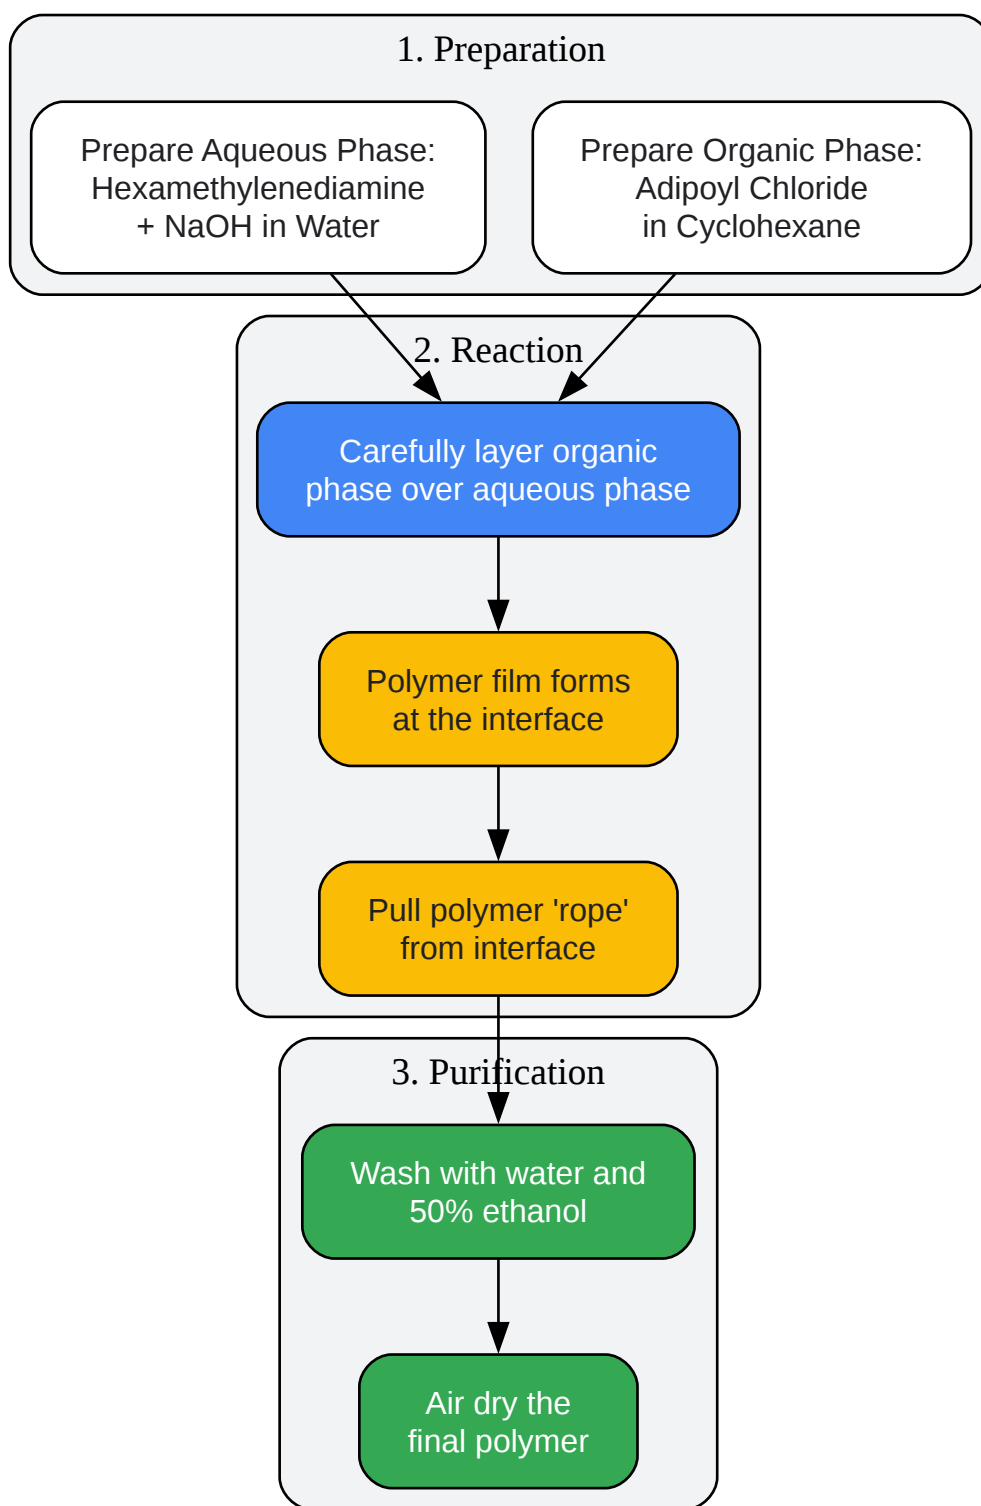 1. Preparation
Prepare Aqueous Phase:
Hexamethylenediamine
+ NaOH in Water
Prepare Organic Phase:
Adipoyl Chloride
in Cyclohexane
2. Reaction
Carefully layer organic
phase over aqueous phase
Polymer film forms
at the interface
Pull polymer 'rope'
from interface
3. Purification
Wash with water and
50% ethanol
Air dry the
final polymer